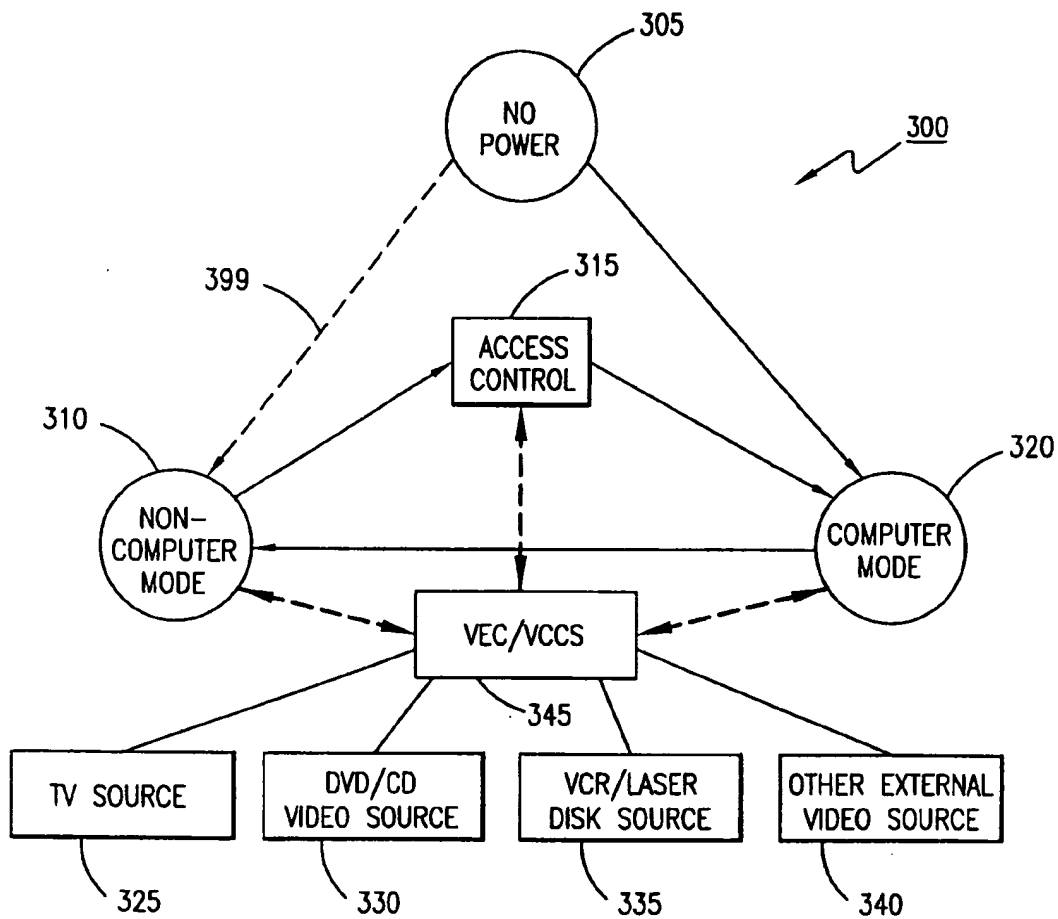 305
NO
POWER
300
315
399
ACCESS
CONTROL
310
320
NON-
COMPUTER
MODE
COMPUTER
MODE
VEC/VCCS
345
TV SOURCE
DVD/CD
VIDEO SOURCE
VCR/LASER
DISK SOURCE
OTHER EXTERNAL
VIDEO SOURCE
325
330
335
340